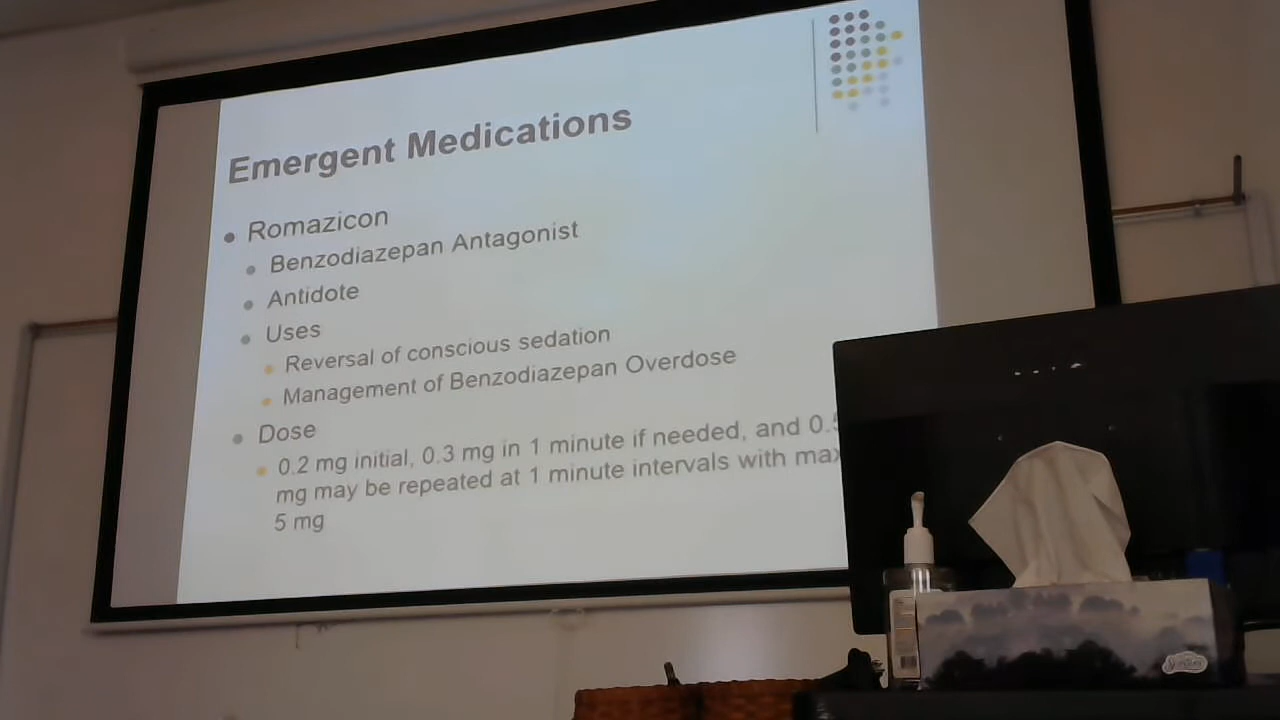 Emergent Medications
Romazicon
Benzodiazepan Antagonist
Antidote
Uses
Reversal of conscious sedation
Management of Benzodiazepan Overdose
Dose
0.2 mg initial, 0.3 mg in 1 minute if needed, and
mg may be repeated at 1 minute intervals with max
5 mg